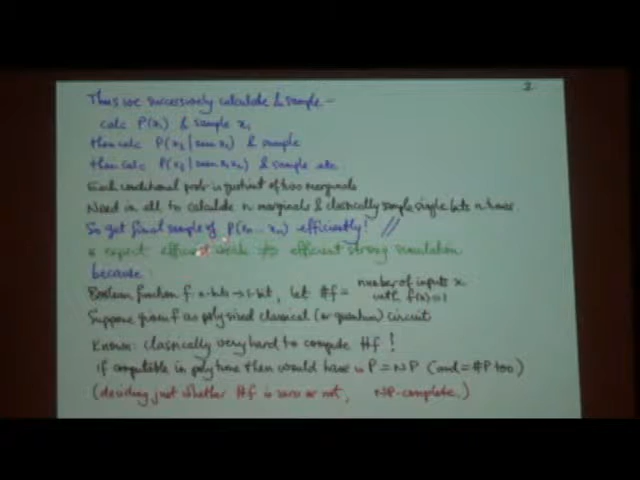 2
Thus we successively calculate & sample –
calc P(x₁) & sample x₁
then calc P(x₂ | seen x₁) & sample
then calc P(x₃ | seen x₁x₂) & sample etc.
Each conditional prob is quotient of two marginals
Need in all to calculate n marginals & classically sample single bits n times.
So get final sample of P(x₁ ... xₙ) efficiently! //
expect efficient weak efficient strong simulation
because
Boolean function f: n-bits → 1-bit, let #f = number of inputs x with f(x)=1
Suppose given f as poly sized classical (or quantum) circuit
Known: classically very hard to compute #f !
If computable in poly time then would have P = NP (and = #P too)
(deciding just whether #f is zero or not, NP-complete.)